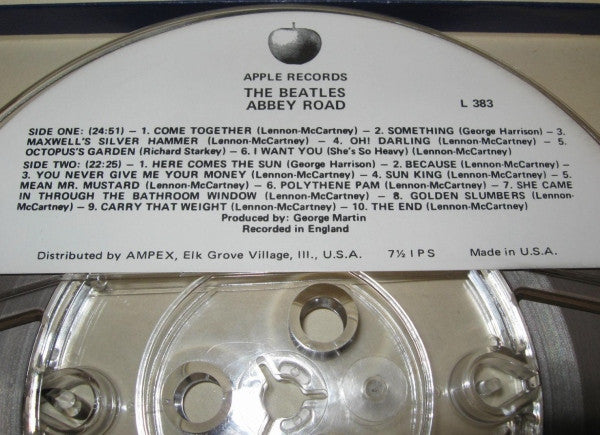 APPLE RECORDS
THE BEATLES
ABBEY ROAD
L 383
SIDE ONE: (24:51) – 1. COME TOGETHER (Lennon-McCartney) – 2. SOMETHING (George Harrison) – 3.
MAXWELL'S SILVER HAMMER (Lennon-McCartney) – 4. OH! DARLING (Lennon-McCartney) – 5.
OCTOPUS'S GARDEN (Richard Starkey) – 6. I WANT YOU (She's So Heavy) (Lennon-McCartney)
SIDE TWO: (22:25) – 1. HERE COMES THE SUN (George Harrison) – 2. BECAUSE (Lennon-McCartney)
– 3. YOU NEVER GIVE ME YOUR MONEY (Lennon-McCartney) – 4. SUN KING (Lennon-McCartney) – 5.
MEAN MR. MUSTARD (Lennon-McCartney) – 6. POLYTHENE PAM (Lennon-McCartney) – 7. SHE CAME
IN THROUGH THE BATHROOM WINDOW (Lennon-McCartney) – 8. GOLDEN SLUMBERS (Lennon-
McCartney) – 9. CARRY THAT WEIGHT (Lennon-McCartney) – 10. THE END (Lennon-McCartney)
Produced by: George Martin
Recorded in England
Distributed by AMPEX, Elk Grove Village, Ill., U.S.A. 7½ IPS Made in U.S.A.